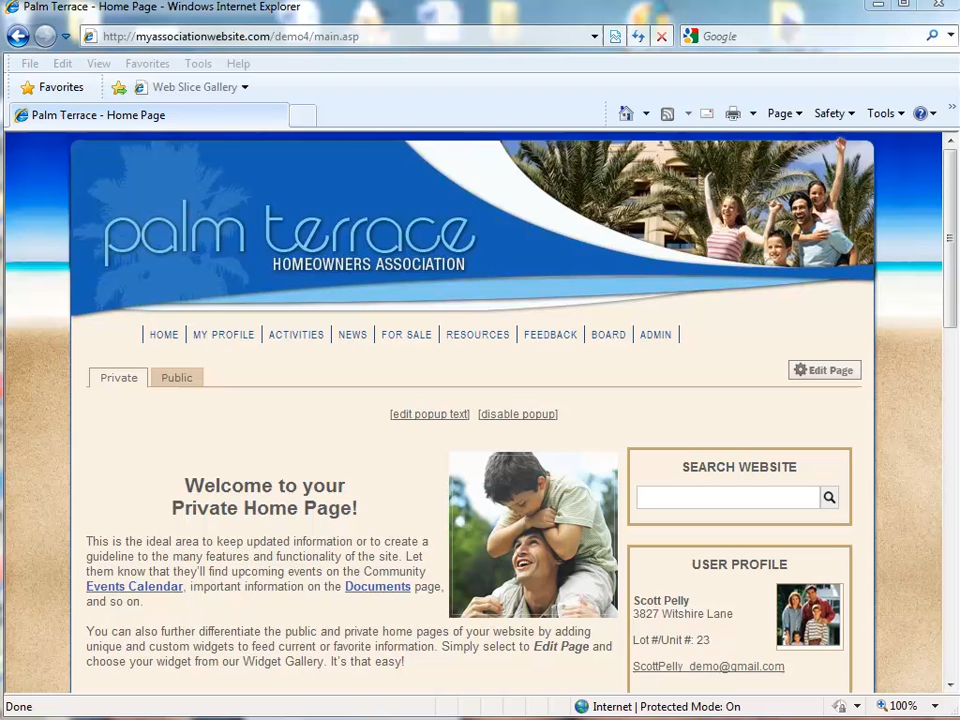 Palm Terrace - Home Page - Windows Internet Explorer
http://myassociationwebsite.com/demo4/main.asp
Google
File Edit View Favorites Tools Help
Favorites Web Slice Gallery
Palm Terrace - Home Page
Page Safety Tools
palm terrace
HOMEOWNERS ASSOCIATION
HOME MY PROFILE ACTIVITIES NEWS FOR SALE RESOURCES FEEDBACK BOARD ADMIN
Private Public
Edit Page
[edit popup text] [disable popup]
Welcome to your
Private Home Page!
This is the ideal area to keep updated information or to create a
guideline to the many features and functionality of the site. Let
them know that they'll find upcoming events on the Community
Events Calendar, important information on the Documents page,
and so on.
You can also further differentiate the public and private home pages of your website by adding
unique and custom widgets to feed current or favorite information. Simply select to Edit Page and
choose your widget from our Widget Gallery. It's that easy!
SEARCH WEBSITE
USER PROFILE
Scott Pelly
3827 Witshire Lane
Lot #/Unit #: 23
ScottPelly_demo@gmail.com
Done
Internet | Protected Mode: On
100%